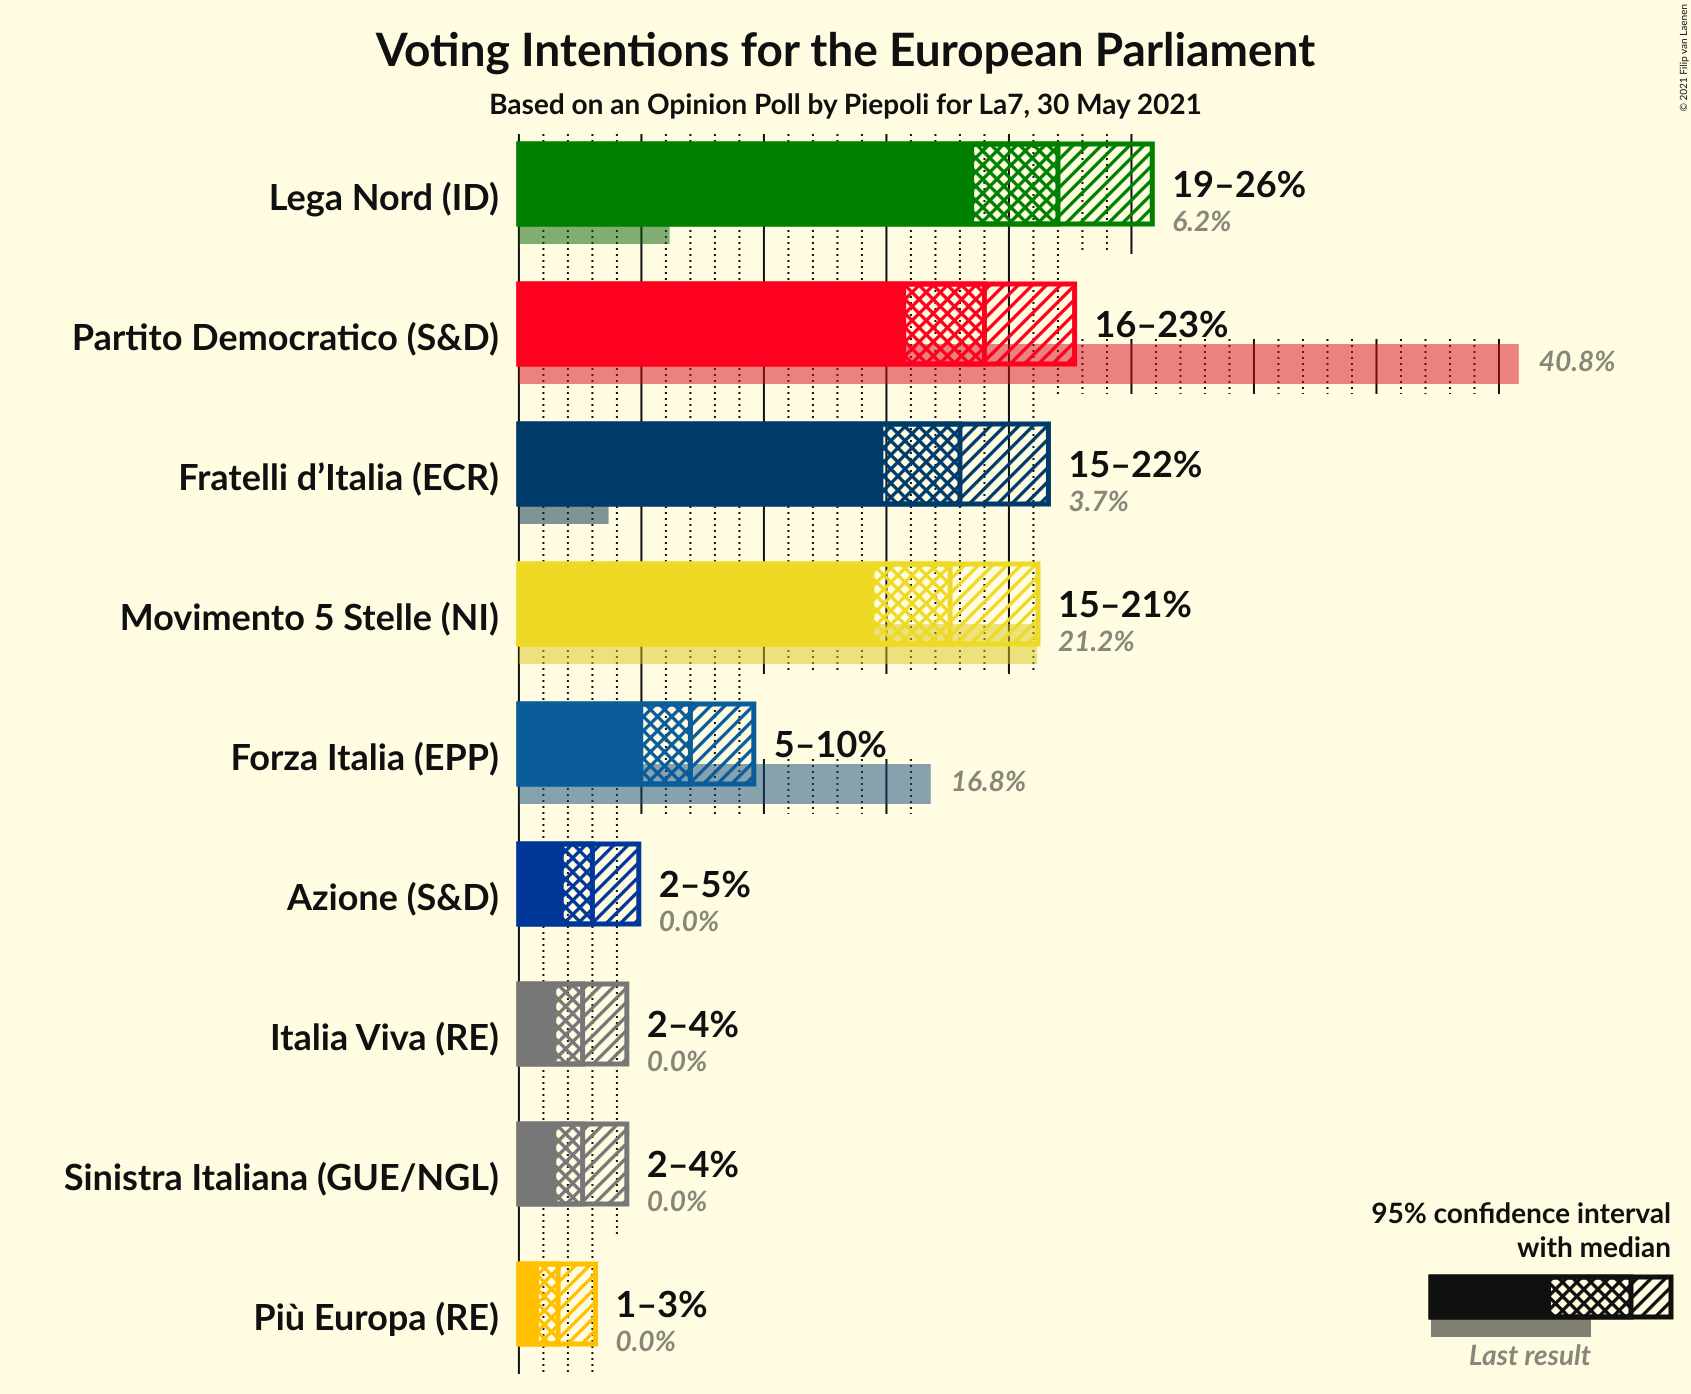 Voting Intentions for the European Parliament
Based on an Opinion Poll by Piepoli for La7, 30 May 2021
© 2021 Filip van Laenen
Lega Nord (ID)
19–26%
6.2%
Partito Democratico (S&D)
16–23%
40.8%
Fratelli d’Italia (ECR)
15–22%
3.7%
Movimento 5 Stelle (NI)
15–21%
21.2%
Forza Italia (EPP)
5–10%
16.8%
Azione (S&D)
2–5%
0.0%
Italia Viva (RE)
2–4%
0.0%
Sinistra Italiana (GUE/NGL)
2–4%
0.0%
Più Europa (RE)
1–3%
0.0%
95% confidence interval
with median
Last result